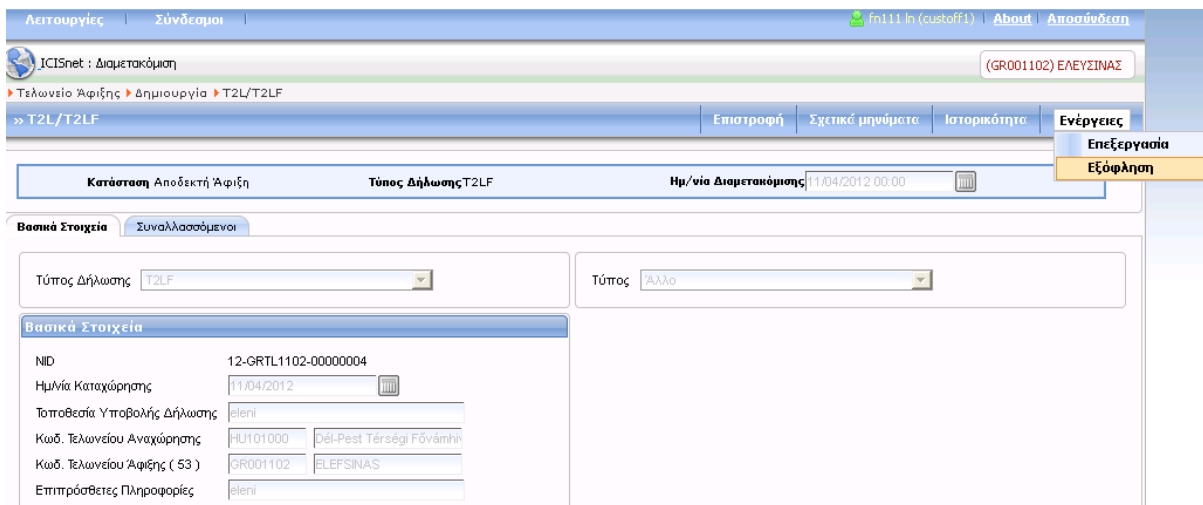 Λειτουργίες | Σύνδεσμοι | fn111 ln (custoff1) | About | Αποσύνδεση
ICISnet : Διαμετακόμιση (GR001102) ΕΛΕΥΣΙΝΑΣ
Τελωνείο Άφιξης Δημιουργία T2L/T2LF
» T2L/T2LF Επιστροφή Σχετικά μηνύματα Ιστορικότητα Ενέργειες
Επεξεργασία
Εξόφληση
Κατάσταση Αποδεκτή Άφιξη Τύπος Δήλωσης T2LF Ημ/νία Διαμετακόμισης 11/04/2012 00:00
Βασικά Στοιχεία Συναλλασσόμενοι
Τύπος Δήλωσης T2LF Τύπος Άλλο
Βασικά Στοιχεία
NID 12-GRTL1102-00000004
Ημ/νία Καταχώρησης 11/04/2012
Τοποθεσία Υποβολής Δήλωσης eleni
Κωδ. Τελωνείου Αναχώρησης HU101000 Dél-Pest Térségi Fővámhiv
Κωδ. Τελωνείου Άφιξης ( 53 ) GR001102 ELEFSINAS
Επιπρόσθετες Πληροφορίες eleni